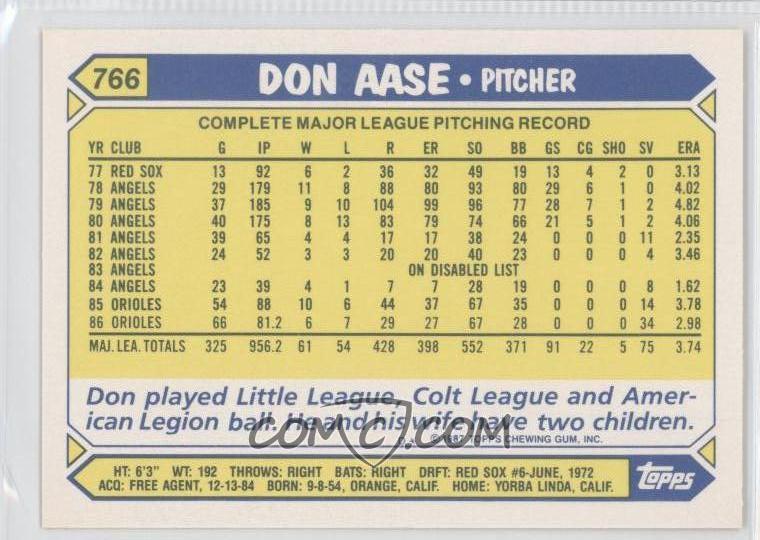 766 DON AASE • PITCHER
COMPLETE MAJOR LEAGUE PITCHING RECORD
YR CLUB G IP W L R ER SO BB GS CG SHO SV ERA
77 RED SOX 13 92 6 2 36 32 49 19 13 4 2 0 3.13
78 ANGELS 29 179 11 8 88 80 93 80 29 6 1 0 4.02
79 ANGELS 37 185 9 10 104 99 96 77 28 7 1 2 4.82
80 ANGELS 40 175 8 13 83 79 74 66 21 5 1 2 4.06
81 ANGELS 39 65 4 4 17 17 38 24 0 0 0 11 2.35
82 ANGELS 24 52 3 3 20 20 40 23 0 0 0 4 3.46
83 ANGELS ON DISABLED LIST
84 ANGELS 23 39 4 1 7 7 28 19 0 0 0 8 1.62
85 ORIOLES 54 88 10 6 44 37 67 35 0 0 0 14 3.78
86 ORIOLES 66 81.2 6 7 29 27 67 28 0 0 0 34 2.98
MAJ. LEA. TOTALS 325 956.2 61 54 428 398 552 371 91 22 5 75 3.74
Don played Little League, Colt League and Amer-
ican Legion ball. He and his wife have two children.
COMC.COM
© 1987 TOPPS CHEWING GUM, INC.
HT: 6'3" WT: 192 THROWS: RIGHT BATS: RIGHT DRFT: RED SOX #6-JUNE, 1972
ACQ: FREE AGENT, 12-13-84 BORN: 9-8-54, ORANGE, CALIF. HOME: YORBA LINDA, CALIF.
topps